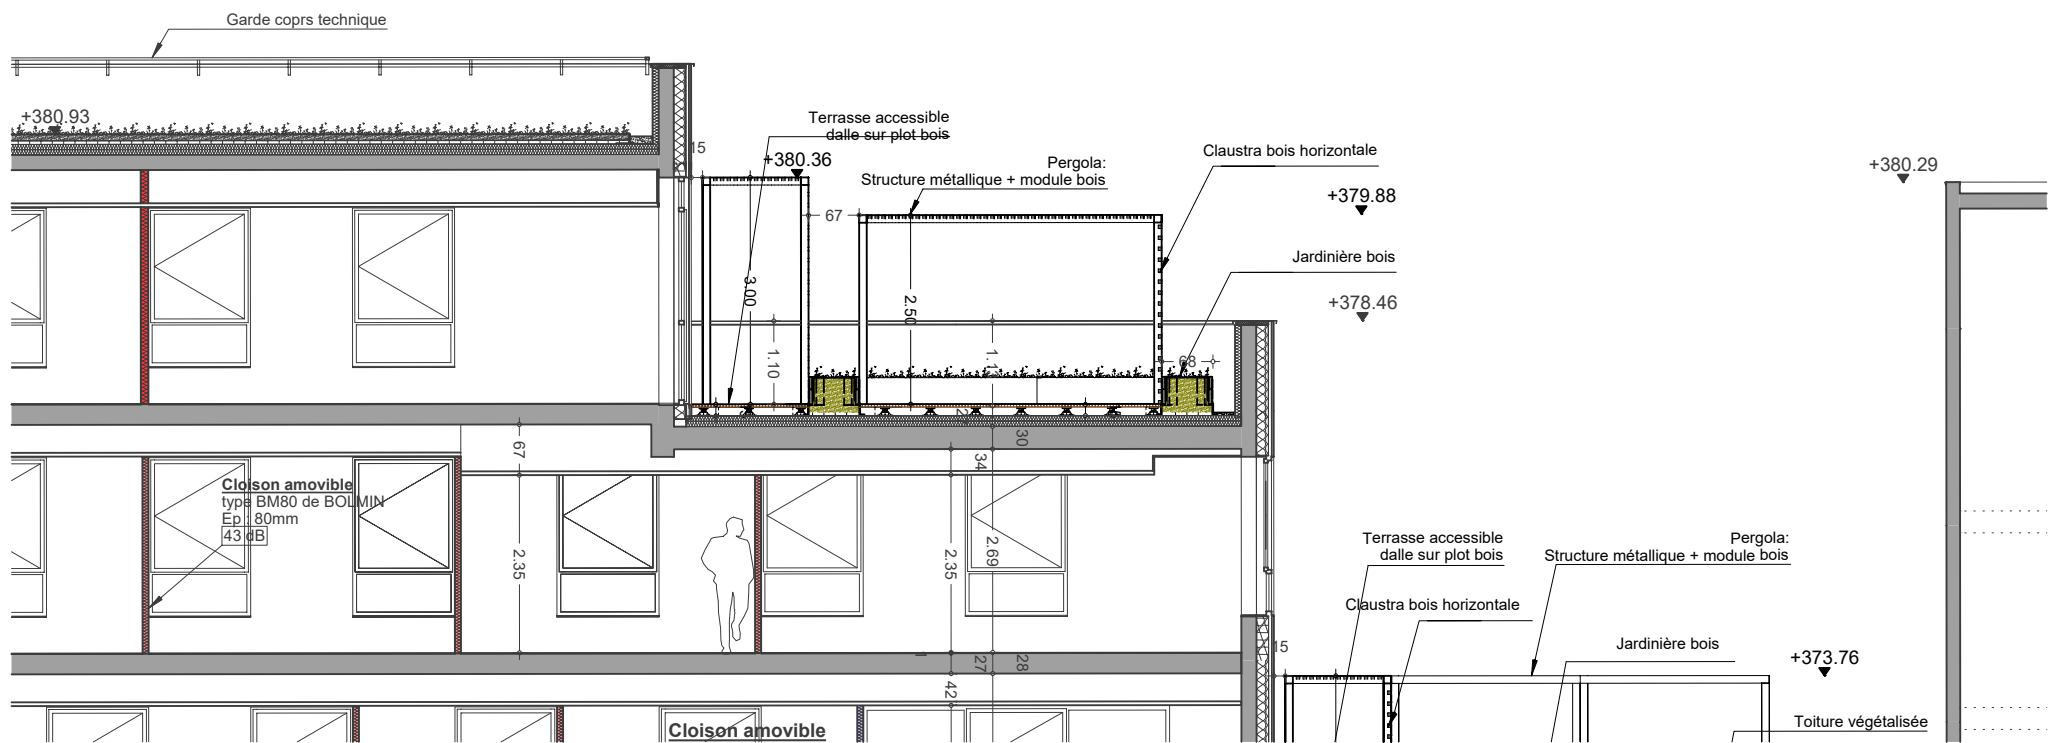 Garde coprs technique
+380.93
Terrasse accessible
dalle sur plot bois
15
+380.36
Pergola:
Structure métallique + module bois
Claustra bois horizontale
+380.29
+379.88
67
Jardinière bois
3.00
2.50
+378.46
1.10
68
30
67
34
Cloison amovible
type BM80 de BOLMIN
Ep : 80mm
43 dB
2.35
2.35
2.69
Terrasse accessible
dalle sur plot bois
Pergola:
Structure métallique + module bois
Claustra bois horizontale
15
Jardinière bois
+373.76
27
28
42
Cloison amovible
Toiture végétalisée